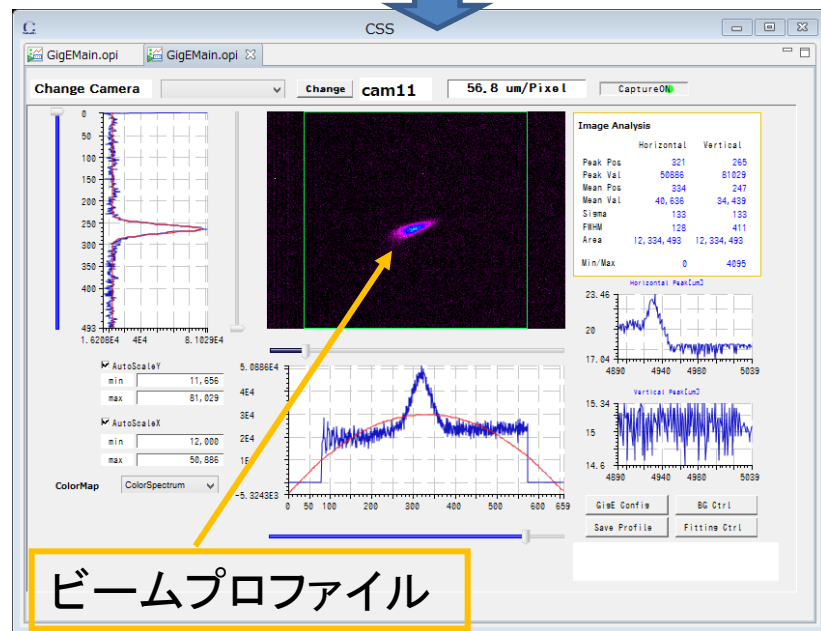 CSS
GigEMain.opi
GigEMain.opi
Change Camera
Change
cam11
56.8 um/Pixel
CaptureON
Image Analysis
Horizontal Vertical
Peak Pos 321 265
Peak Val 50886 81029
Mean Pos 334 247
Mean Val 40,636 34,439
Sigma 133 133
FWHM 128 411
Area 12,334,493 12,334,493
Min/Max 0 4095
0
50
100
150
200
250
300
350
400
493
1.6208E4 4E4 8.1029E4
AutoScaleY
min 11,656
max 81,029
AutoScaleX
min 12,000
max 50,886
ColorMap ColorSpectrum
5.0886E4
4E4
3E4
2E4
1E
-5.3243E3
0 50 100 200 300 400 500 600 659
Horizontal Peak[um]
23.46
20
17.04
4890 4940 4980 5039
Vertical Peak[um]
15.34
15
14.6
4890 4940 4980 5039
GigE Config BG Ctrl
Save Profile Fitting Ctrl
ビームプロファイル